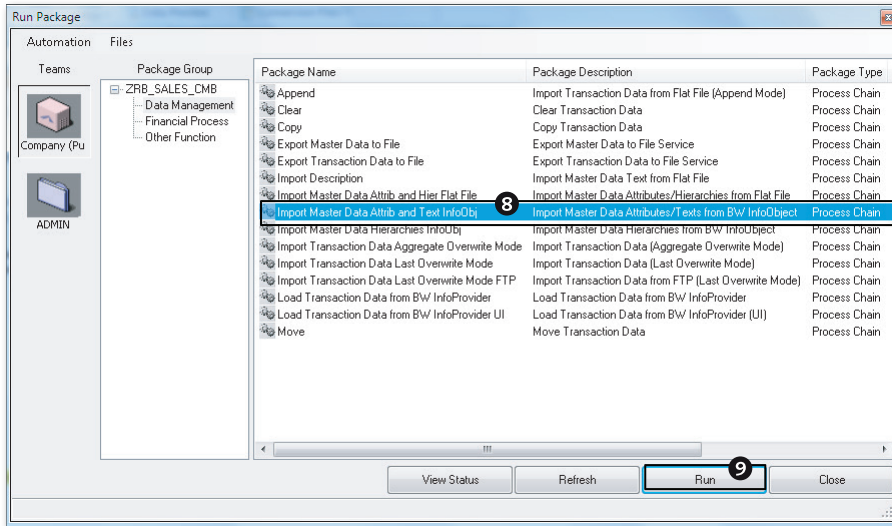 Run Package
Automation Files
Teams
Company (Pu
ADMIN
Package Group
ZRB_SALES_CMB
Data Management
Financial Process
Other Function
Package Name Package Description Package Type
Append Import Transaction Data from Flat File (Append Mode) Process Chain
Clear Clear Transaction Data Process Chain
Copy Copy Transaction Data Process Chain
Export Master Data to File Export Master Data to File Service Process Chain
Export Transaction Data to File Export Transaction Data to File Service Process Chain
Import Description Import Master Data Text from Flat File Process Chain
Import Master Data Attrib and Hier Flat File Import Master Data Attributes/Hierarchies from Flat File Process Chain
Import Master Data Attrib and Text InfoObj 8 Import Master Data Attributes/Texts from BW InfoObject Process Chain
Import Master Data Hierarchies InfoObj Import Master Data Hierarchies from BW InfoObject Process Chain
Import Transaction Data Aggregate Overwrite Mode Import Transaction Data (Aggregate Overwrite Mode) Process Chain
Import Transaction Data Last Overwrite Mode Import Transaction Data (Last Overwrite Mode) Process Chain
Import Transaction Data Last Overwrite Mode FTP Import Transaction Data from FTP (Last Overwrite Mode) Process Chain
Load Transaction Data from BW InfoProvider Load Transaction Data from BW InfoProvider Process Chain
Load Transaction Data from BW InfoProvider UI Load Transaction Data from BW InfoProvider (UI) Process Chain
Move Move Transaction Data Process Chain
View Status Refresh Run 9 Close